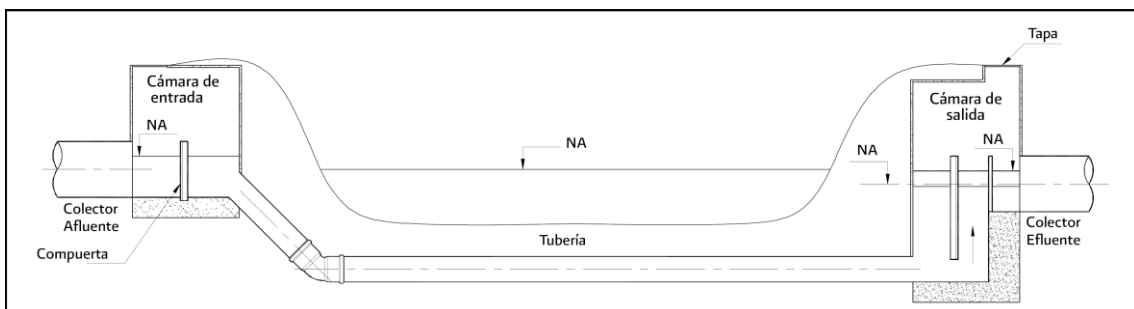 Tapa
Cámara de
entrada
Cámara de
salida
NA
NA
NA
NA
Colector
Afluente
Tubería
Colector
Efluente
Compuerta